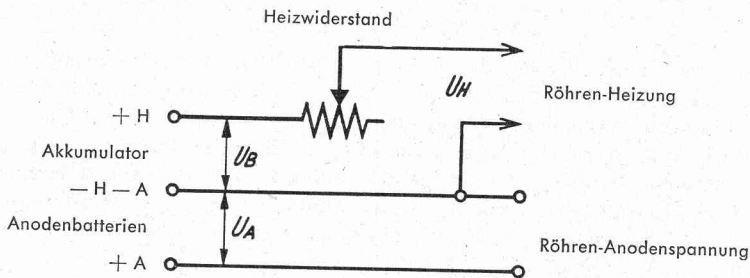 Heizwiderstand
U_H
Röhren-Heizung
+ H
Akkumulator
U_B
— H — A
Anodenbatterien
U_A
Röhren-Anodenspannung
+ A